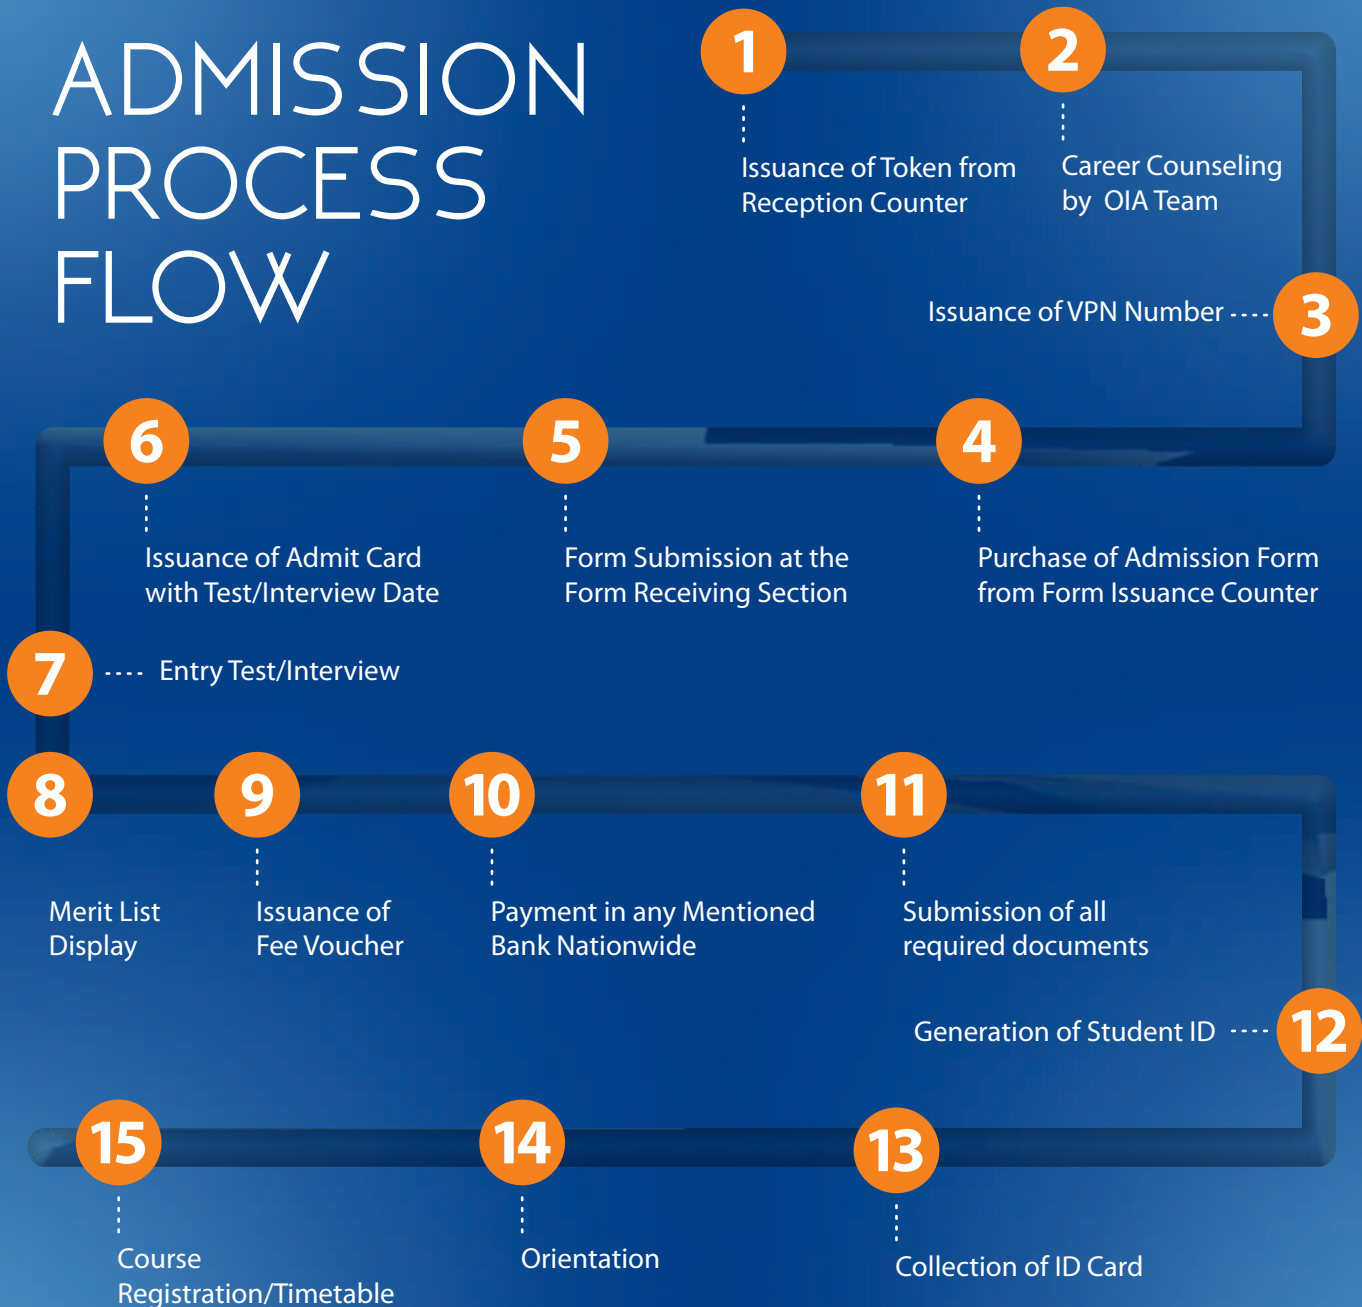 ADMISSION
PROCESS
FLOW
1
Issuance of Token from
Reception Counter
2
Career Counseling
by OIA Team
3
Issuance of VPN Number
4
Purchase of Admission Form
from Form Issuance Counter
5
Form Submission at the
Form Receiving Section
6
Issuance of Admit Card
with Test/Interview Date
7
Entry Test/Interview
8
Merit List
Display
9
Issuance of
Fee Voucher
10
Payment in any Mentioned
Bank Nationwide
11
Submission of all
required documents
12
Generation of Student ID
13
Collection of ID Card
14
Orientation
15
Course
Registration/Timetable